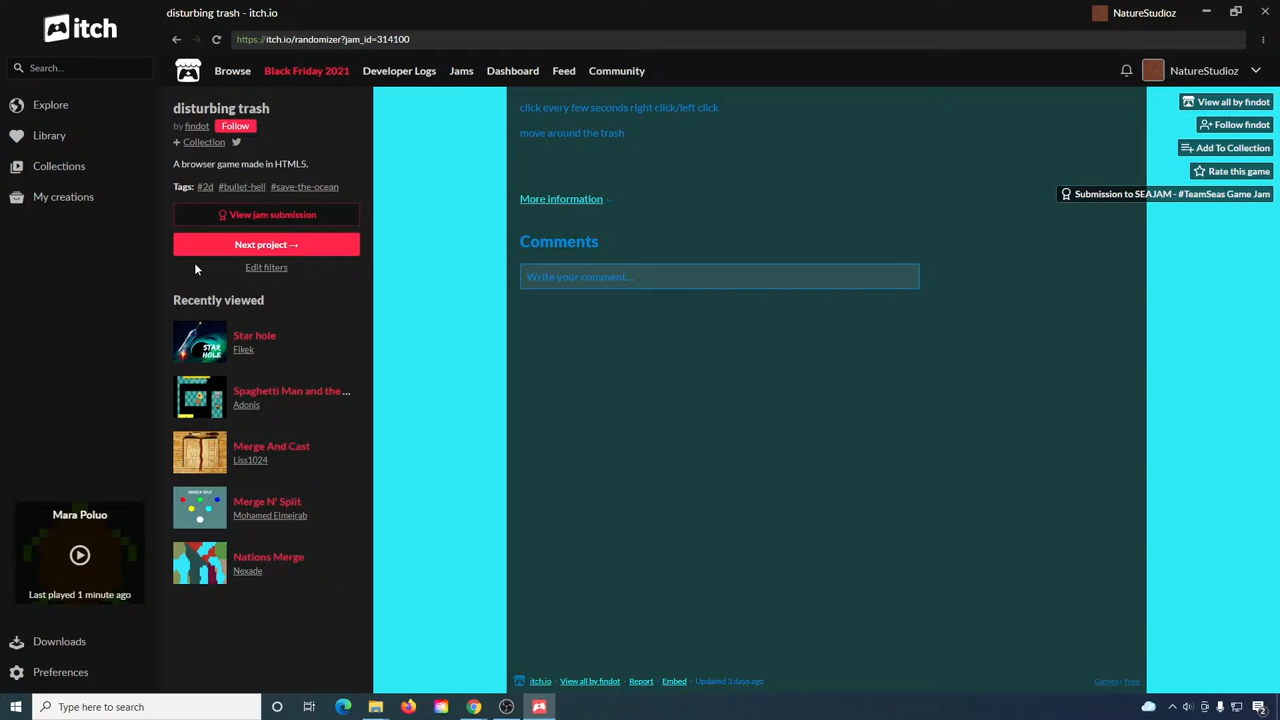 disturbing trash - itch.io
NatureStudioz
itch
https://itch.io/randomizer?jam_id=314100
Search...
Browse
Black Friday 2021
Developer Logs
Jams
Dashboard
Feed
Community
NatureStudioz
Explore
Library
Collections
My creations
Mara Poluo
Last played 1 minute ago
Downloads
Preferences
disturbing trash
by findot Follow
Collection
A browser game made in HTML5.
Tags: #2d #bullet-hell #save-the-ocean
View jam submission
Next project →
Edit filters
Recently viewed
STAR HOLE
Star hole
Fikek
Spaghetti Man and the ...
Adonis
Merge And Cast
Liss1024
MERGE N' SPLIT
Merge N' Split
Mohamed Elmejrab
Nations Merge
Nexade
click every few seconds right click/left click
move around the trash
More information
Comments
Write your comment...
View all by findot
Follow findot
Add To Collection
Rate this game
Submission to SEAJAM - #TeamSeas Game Jam
itch.io · View all by findot · Report · Embed · Updated 3 days ago
Games › Free
Type here to search
2